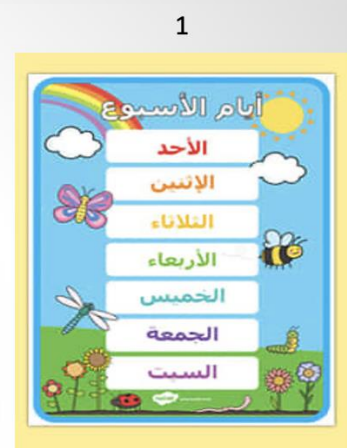 1
أيام الأسبوع
الأحد
الإثنين
الثلاثاء
الأربعاء
الخميس
الجمعة
السبت